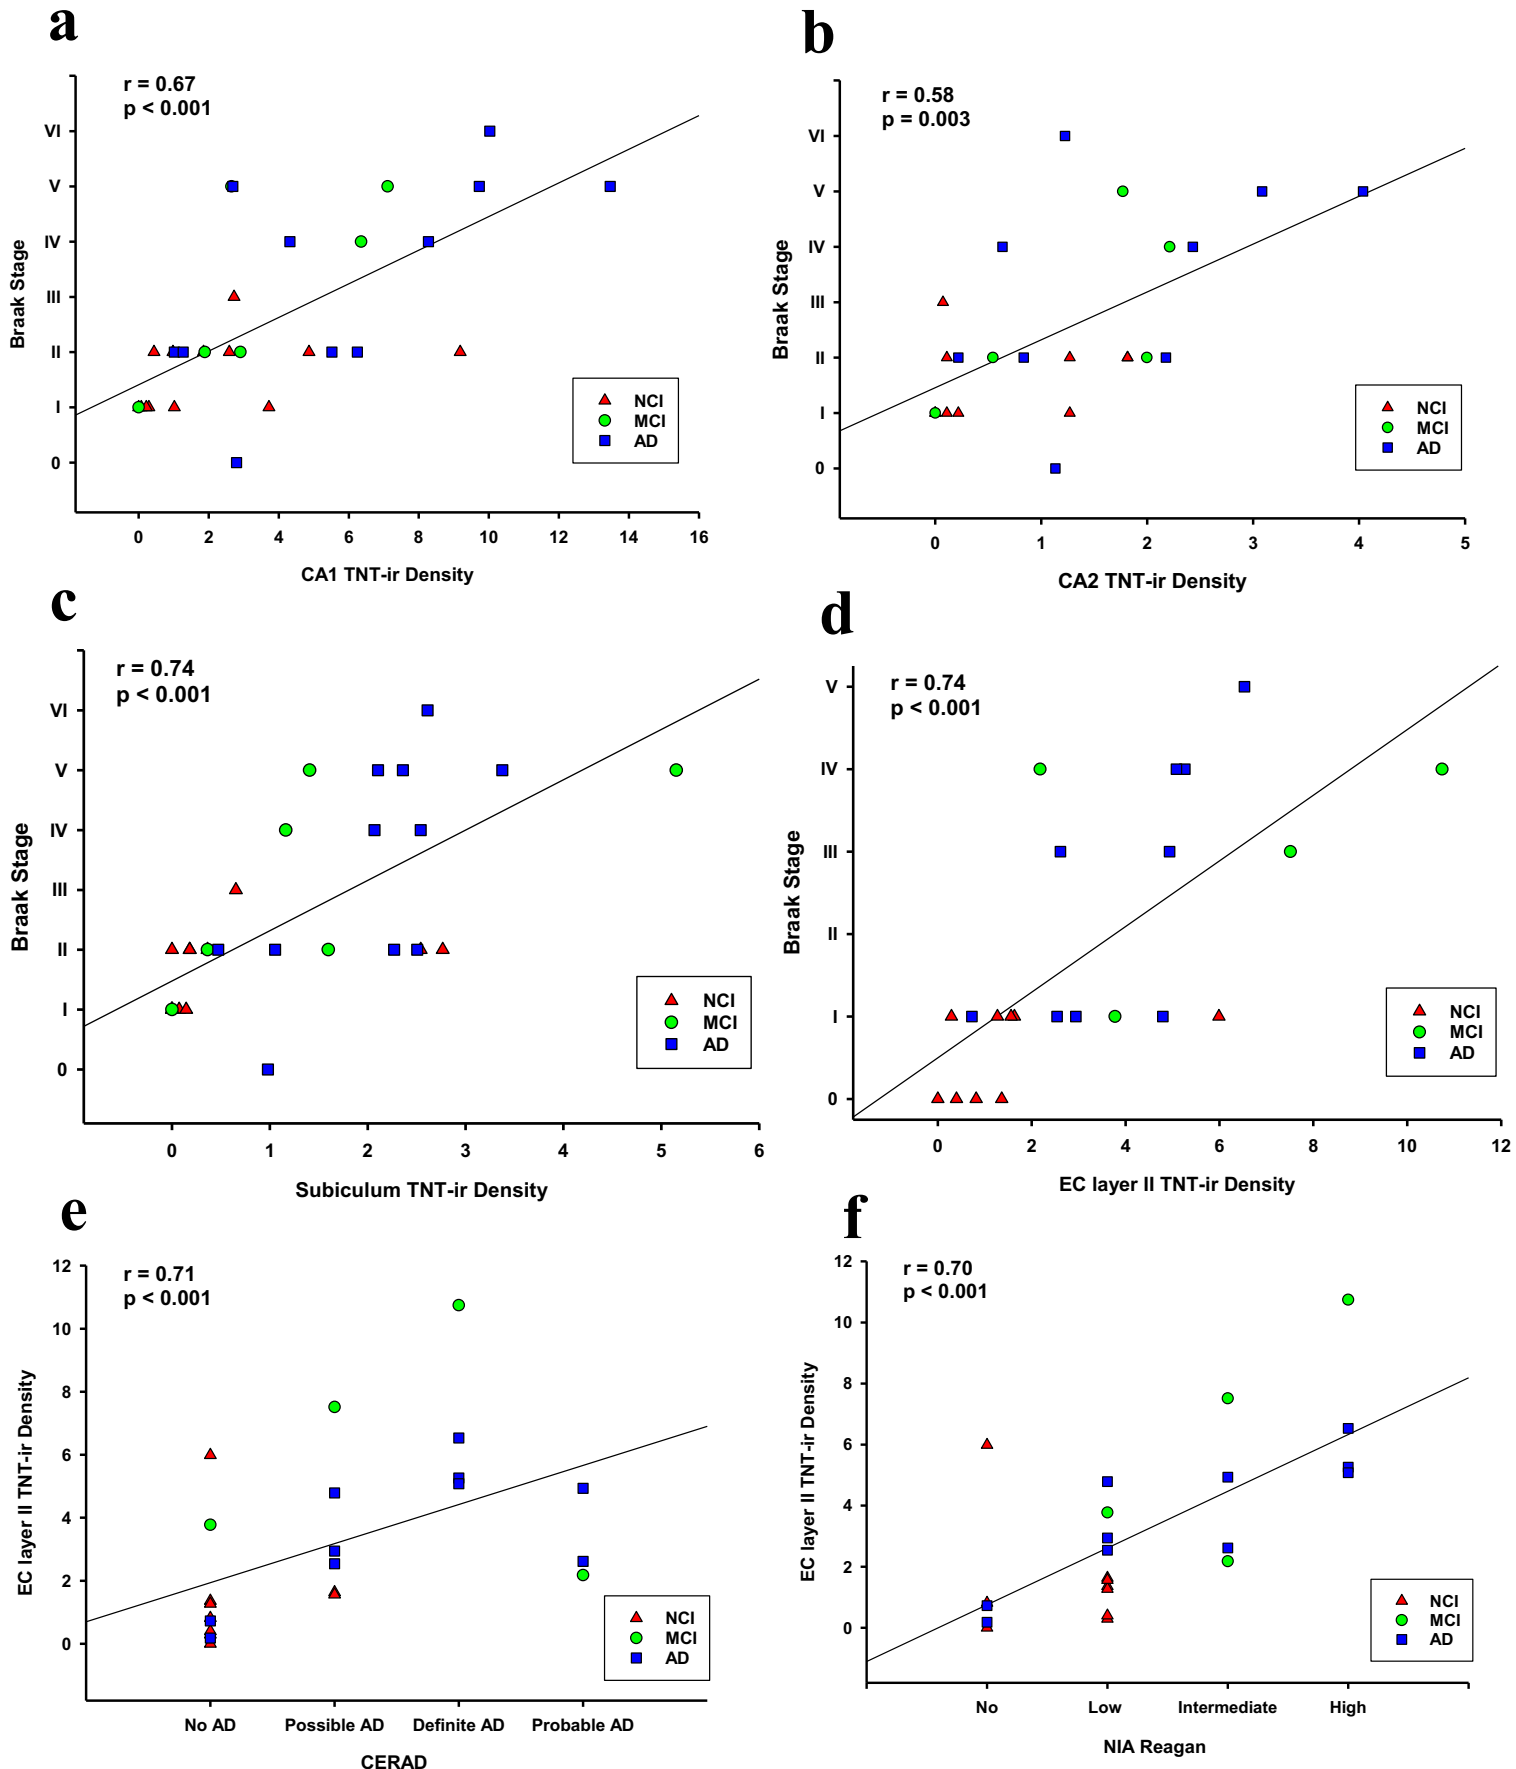 a
r = 0.67
p < 0.001
VI
V
IV
III
II
I
0
Braak Stage
NCI
MCI
AD
0 2 4 6 8 10 12 14 16
CA1 TNT-ir Density
b
r = 0.58
p = 0.003
VI
V
IV
III
II
I
0
Braak Stage
NCI
MCI
AD
0 1 2 3 4 5
CA2 TNT-ir Density
c
r = 0.74
p < 0.001
VI
V
IV
III
II
I
0
Braak Stage
NCI
MCI
AD
0 1 2 3 4 5 6
Subiculum TNT-ir Density
d
r = 0.74
p < 0.001
V
IV
III
II
I
0
Braak Stage
NCI
MCI
AD
0 2 4 6 8 10 12
EC layer II TNT-ir Density
e
r = 0.71
p < 0.001
12
10
8
6
4
2
0
EC layer II TNT-ir Density
NCI
MCI
AD
No AD Possible AD Definite AD Probable AD
CERAD
f
r = 0.70
p < 0.001
12
10
8
6
4
2
0
EC layer II TNT-ir Density
NCI
MCI
AD
No Low Intermediate High
NIA Reagan